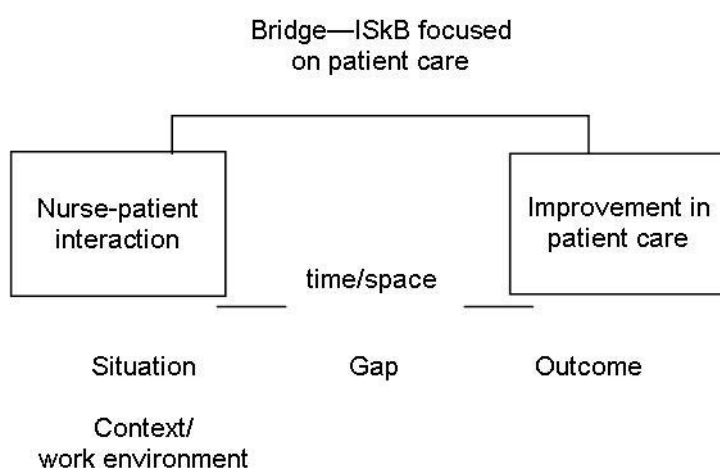 Bridge—ISkB focused
on patient care
Nurse-patient
interaction
Improvement in
patient care
time/space
Situation
Gap
Outcome
Context/
work environment